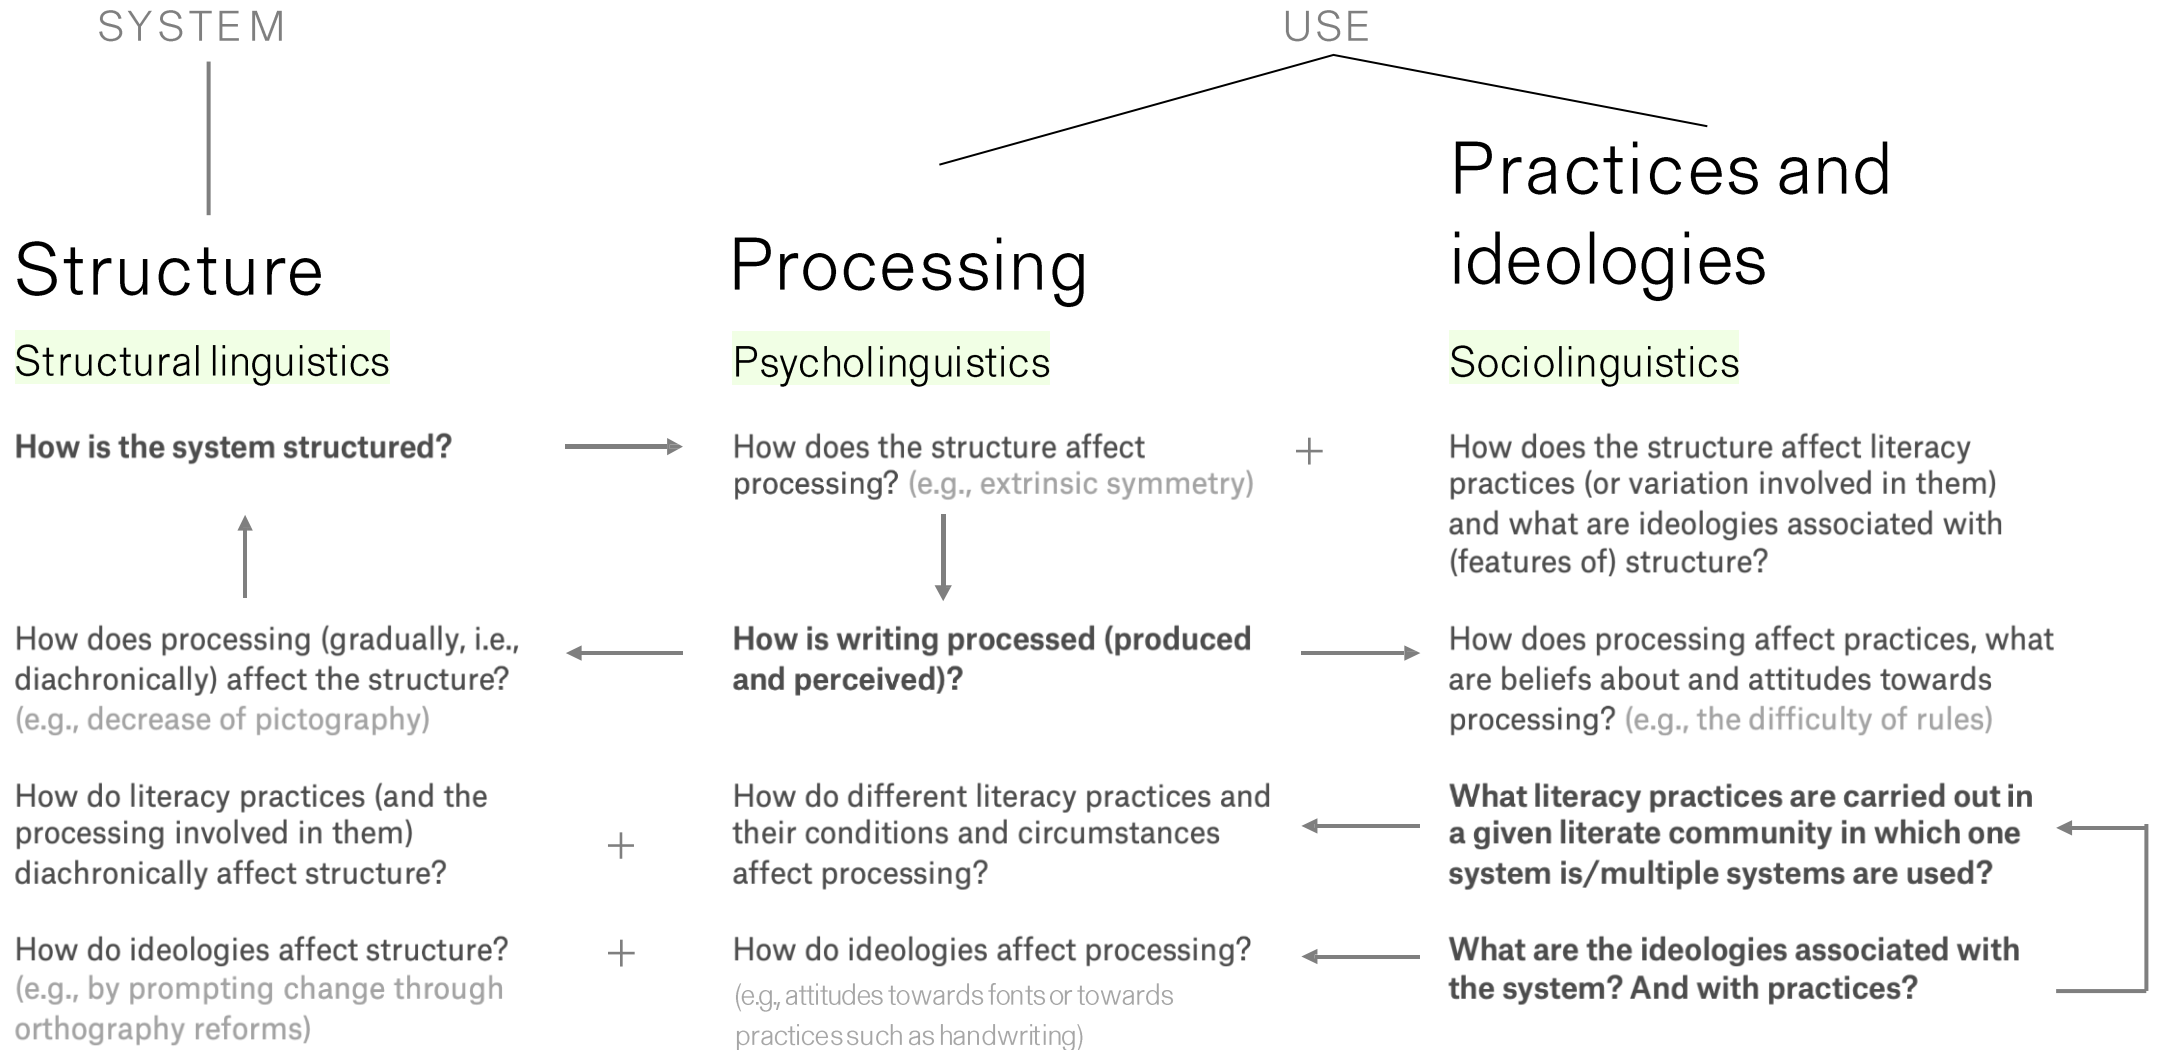 SYSTEM
USE
Structure
Processing
Practices and
ideologies
Structural linguistics
Psycholinguistics
Sociolinguistics
How is the system structured?
How does the structure affect
processing? (e.g., extrinsic symmetry)
+
How does the structure affect literacy
practices (or variation involved in them)
and what are ideologies associated with
(features of) structure?
How does processing (gradually, i.e.,
diachronically) affect the structure?
(e.g., decrease of pictography)
How is writing processed (produced
and perceived)?
How does processing affect practices, what
are beliefs about and attitudes towards
processing? (e.g., the difficulty of rules)
How do literacy practices (and the
processing involved in them)
diachronically affect structure?
+
How do different literacy practices and
their conditions and circumstances
affect processing?
What literacy practices are carried out in
a given literate community in which one
system is/multiple systems are used?
How do ideologies affect structure?
(e.g., by prompting change through
orthography reforms)
+
How do ideologies affect processing?
(e.g., attitudes towards fonts or towards
practices such as handwriting)
What are the ideologies associated with
the system? And with practices?